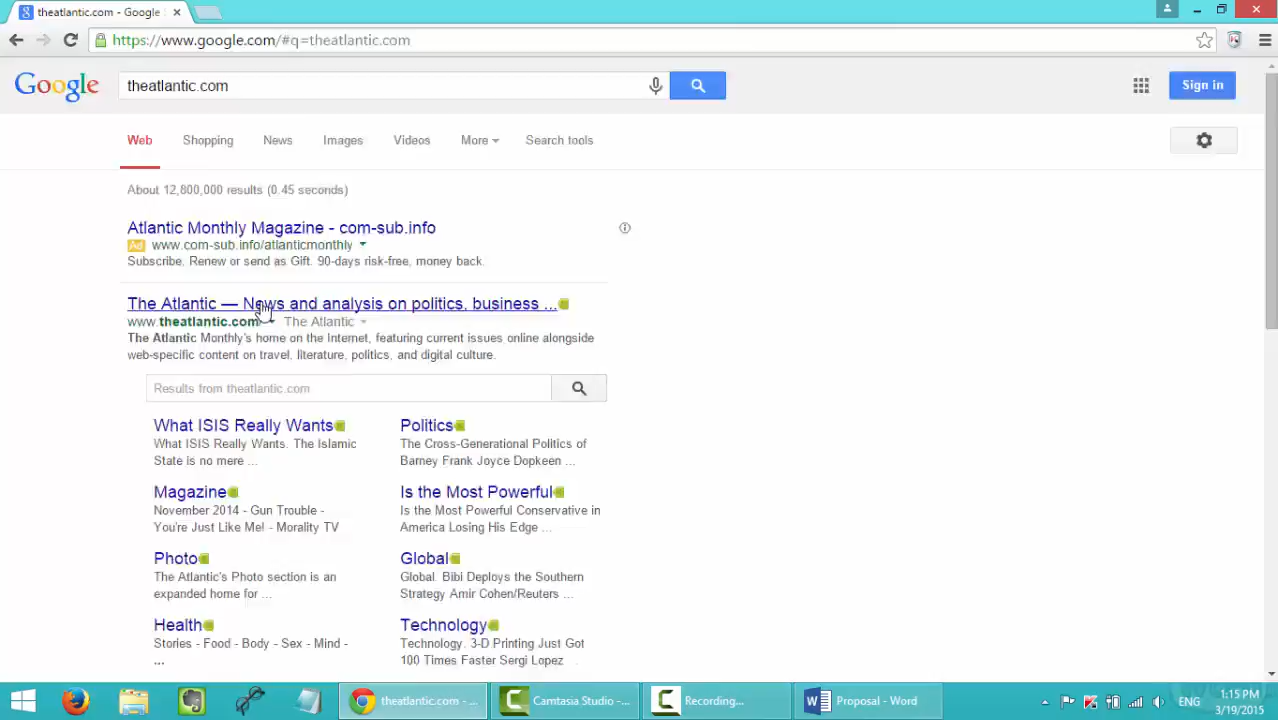 theatlantic.com - Google
https://www.google.com/#q=theatlantic.com
Google
theatlantic.com
Sign in
Web Shopping News Images Videos More Search tools
About 12,800,000 results (0.45 seconds)
Atlantic Monthly Magazine - com-sub.info
Ad www.com-sub.info/atlanticmonthly
Subscribe, Renew or send as Gift. 90-days risk-free, money back.
The Atlantic — News and analysis on politics, business ...
www.theatlantic.com The Atlantic
The Atlantic Monthly's home on the Internet, featuring current issues online alongside
web-specific content on travel, literature, politics, and digital culture.
Results from theatlantic.com
What ISIS Really Wants
What ISIS Really Wants. The Islamic
State is no mere ...
Politics
The Cross-Generational Politics of
Barney Frank Joyce Dopkeen ...
Magazine
November 2014 - Gun Trouble -
You're Just Like Me! - Morality TV
Is the Most Powerful
Is the Most Powerful Conservative in
America Losing His Edge ...
Photo
The Atlantic's Photo section is an
expanded home for ...
Global
Global. Bibi Deploys the Southern
Strategy Amir Cohen/Reuters ...
Health
Stories - Food - Body - Sex - Mind -
...
Technology
Technology. 3-D Printing Just Got
100 Times Faster Sergi Lopez
theatlantic.com - ...
Camtasia Studio -...
Recording...
Proposal - Word
ENG
1:15 PM
3/19/2015